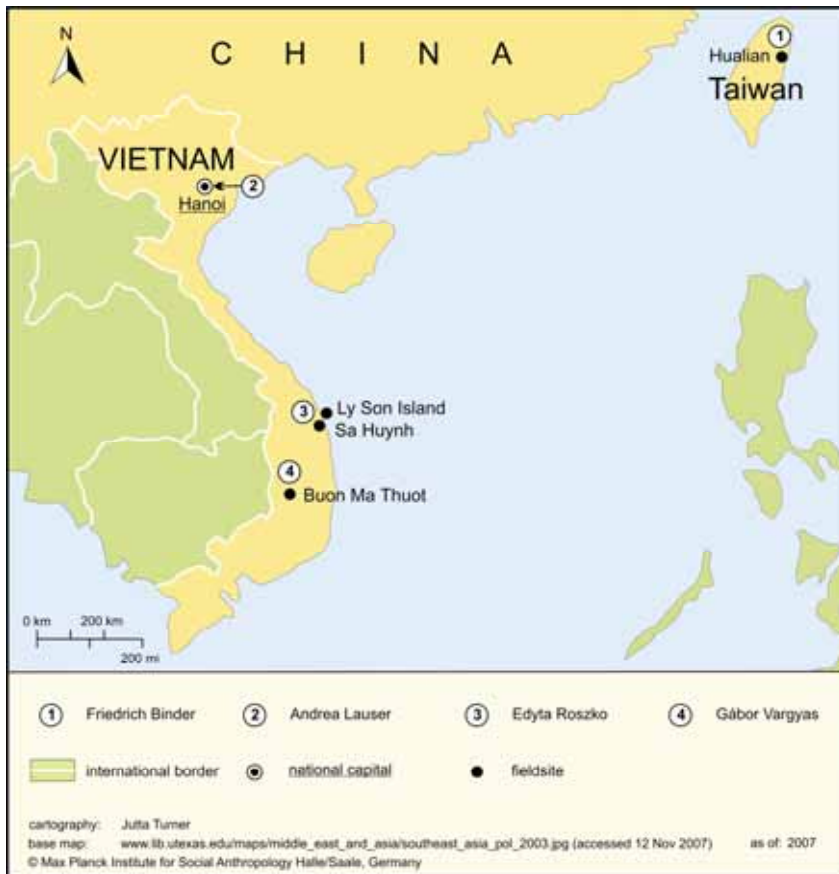 N
C H I N A
1
Hualian
Taiwan
VIETNAM
2
Hanoi
3
Ly Son Island
Sa Huynh
4
Buon Ma Thuot
0 km 200 km
200 mi
1 Friedrich Binder 2 Andrea Lauser 3 Edyta Roszko 4 Gábor Vargyas
international border national capital fieldsite
cartography: Jutta Turner
base map: www.lib.utexas.edu/maps/middle_east_and_asia/southeast_asia_pol_2003.jpg (accessed 12 Nov 2007) as of: 2007
© Max Planck Institute for Social Anthropology Halle/Saale, Germany